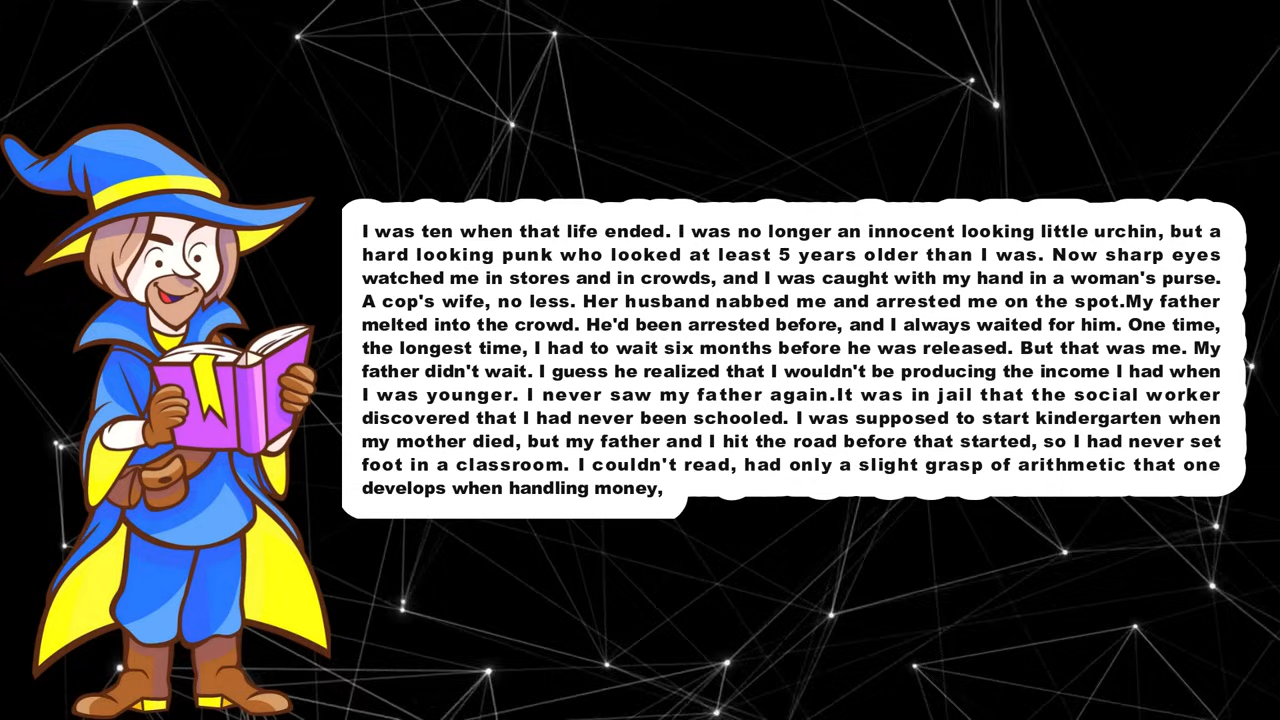 I was ten when that life ended. I was no longer an innocent looking little urchin, but a
hard looking punk who looked at least 5 years older than I was. Now sharp eyes
watched me in stores and in crowds, and I was caught with my hand in a woman's purse.
A cop's wife, no less. Her husband nabbed me and arrested me on the spot.My father
melted into the crowd. He'd been arrested before, and I always waited for him. One time,
the longest time, I had to wait six months before he was released. But that was me. My
father didn't wait. I guess he realized that I wouldn't be producing the income I had when
I was younger. I never saw my father again.It was in jail that the social worker
discovered that I had never been schooled. I was supposed to start kindergarten when
my mother died, but my father and I hit the road before that started, so I had never set
foot in a classroom. I couldn't read, had only a slight grasp of arithmetic that one
develops when handling money,